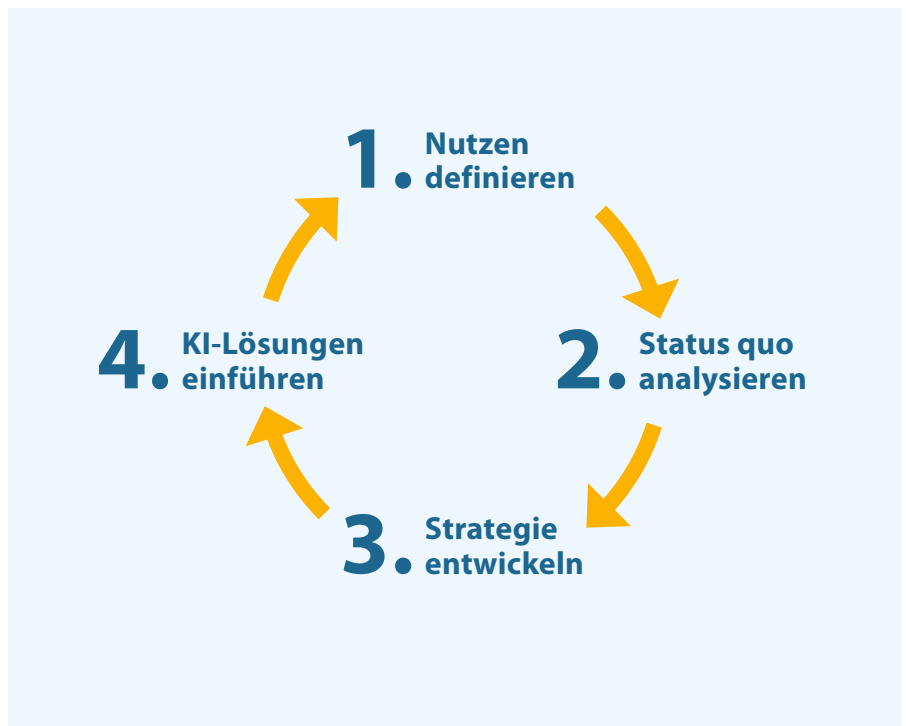 1. Nutzen
definieren
2. Status quo
analysieren
3. Strategie
entwickeln
4. KI-Lösungen
einführen